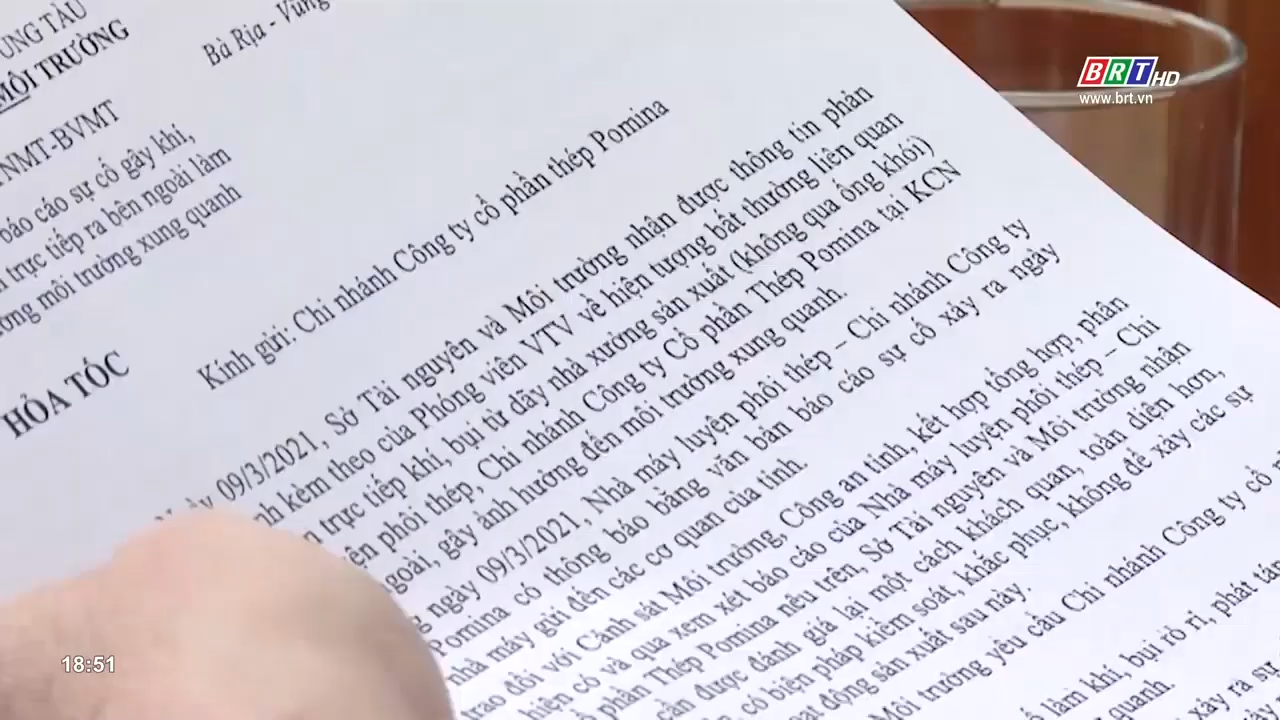 BRT HD
www.brt.vn
ŨNG TÀU
MÔI TRƯỜNG
Bà Rịa - Vũng
NMT-BVMT
báo cáo sự cố gây khí,
trực tiếp ra bên ngoài làm
ởng môi trường xung quanh
HỎA TỐC
Kính gửi: Chi nhánh Công ty cổ phần thép Pomina
09/3/2021, Sở Tài nguyên và Môi trường nhận được thông tin phản
nh kèm theo của Phóng viên VTV về hiện tượng bất thường liên quan
n trực tiếp khí, bụi từ dãy nhà xưởng sản xuất (không qua ống khói)
yện phôi thép, Chi nhánh Công ty Cổ phần Thép Pomina tại KCN
goài, gây ảnh hưởng đến môi trường xung quanh.
g ngày 09/3/2021, Nhà máy luyện phôi thép – Chi nhánh Công ty
Pomina có thông báo bằng văn bản báo cáo sự cố xảy ra ngày
nhà máy gửi đến các cơ quan của tỉnh.
trao đổi với Cảnh sát Môi trường, Công an tỉnh, kết hợp tổng hợp, phân
hiện có và qua xem xét báo cáo của Nhà máy luyện phôi thép – Chi
ổ phần Thép Pomina nêu trên, Sở Tài nguyên và Môi trường nhận
cần được đánh giá lại một cách khách quan, toàn diện hơn,
có biện pháp kiểm soát, khắc phục, không để xảy các sự
oạt động sản xuất sau này.
Môi trường yêu cầu Chi nhánh Công ty cổ
ố làm khí, bụi rò rỉ, phát tán
quanh.
xảy ra sự
18:51